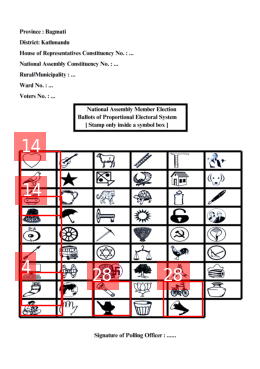 Province : Bagmati
District: Kathmandu
House of Representatives Constituency No. : ...
National Assembly Constituency No. : ...
Rural/Municipality : ...
Ward No. : ...
Voters No. : ...
National Assembly Member Election
Ballots of Proportional Electoral System
[ Stamp only inside a symbol box ]
14
14
4
28
28
Signature of Polling Officer : ......